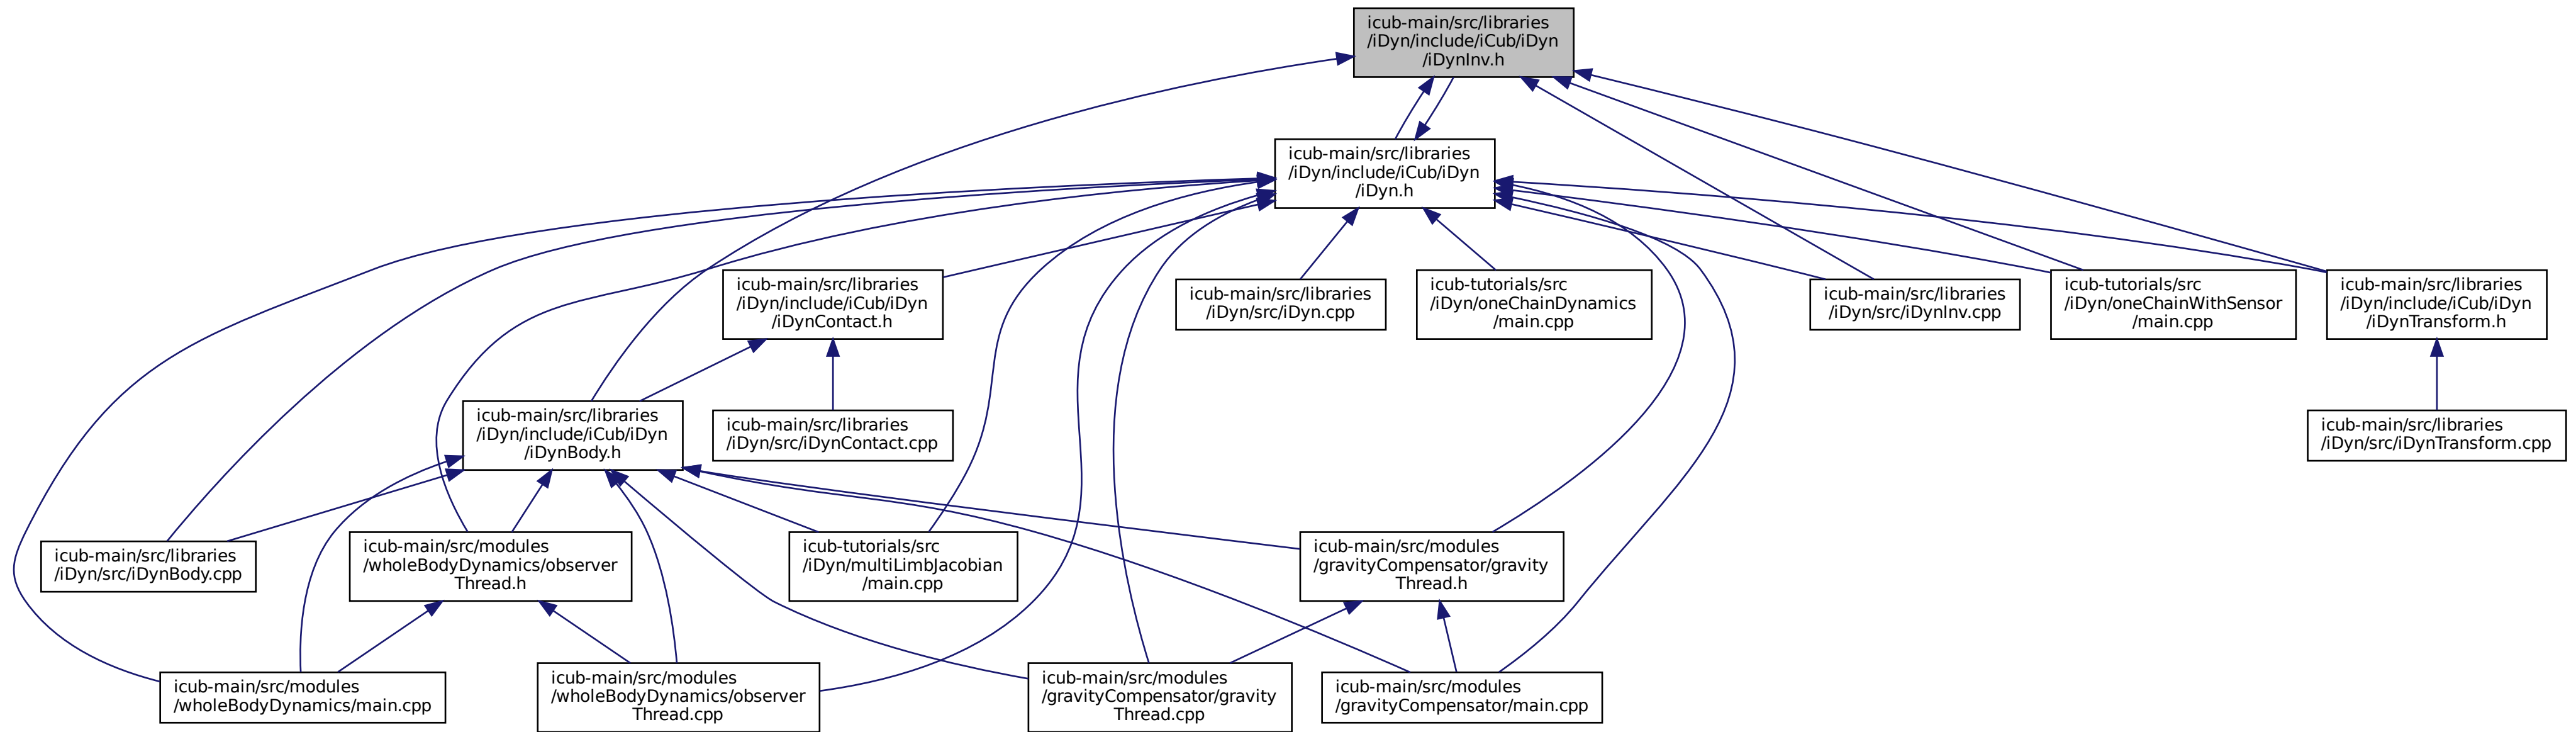 icub-main/src/libraries
/iDyn/include/iCub/iDyn
/iDynInv.h
icub-main/src/libraries
/iDyn/include/iCub/iDyn
/iDyn.h
icub-main/src/libraries
/iDyn/include/iCub/iDyn
/iDynContact.h
icub-main/src/libraries
/iDyn/src/iDyn.cpp
icub-tutorials/src
/iDyn/oneChainDynamics
/main.cpp
icub-main/src/libraries
/iDyn/src/iDynInv.cpp
icub-tutorials/src
/iDyn/oneChainWithSensor
/main.cpp
icub-main/src/libraries
/iDyn/include/iCub/iDyn
/iDynTransform.h
icub-main/src/libraries
/iDyn/include/iCub/iDyn
/iDynBody.h
icub-main/src/libraries
/iDyn/src/iDynContact.cpp
icub-main/src/libraries
/iDyn/src/iDynTransform.cpp
icub-main/src/libraries
/iDyn/src/iDynBody.cpp
icub-main/src/modules
/wholeBodyDynamics/observer
Thread.h
icub-tutorials/src
/iDyn/multiLimbJacobian
/main.cpp
icub-main/src/modules
/gravityCompensator/gravity
Thread.h
icub-main/src/modules
/wholeBodyDynamics/main.cpp
icub-main/src/modules
/wholeBodyDynamics/observer
Thread.cpp
icub-main/src/modules
/gravityCompensator/gravity
Thread.cpp
icub-main/src/modules
/gravityCompensator/main.cpp